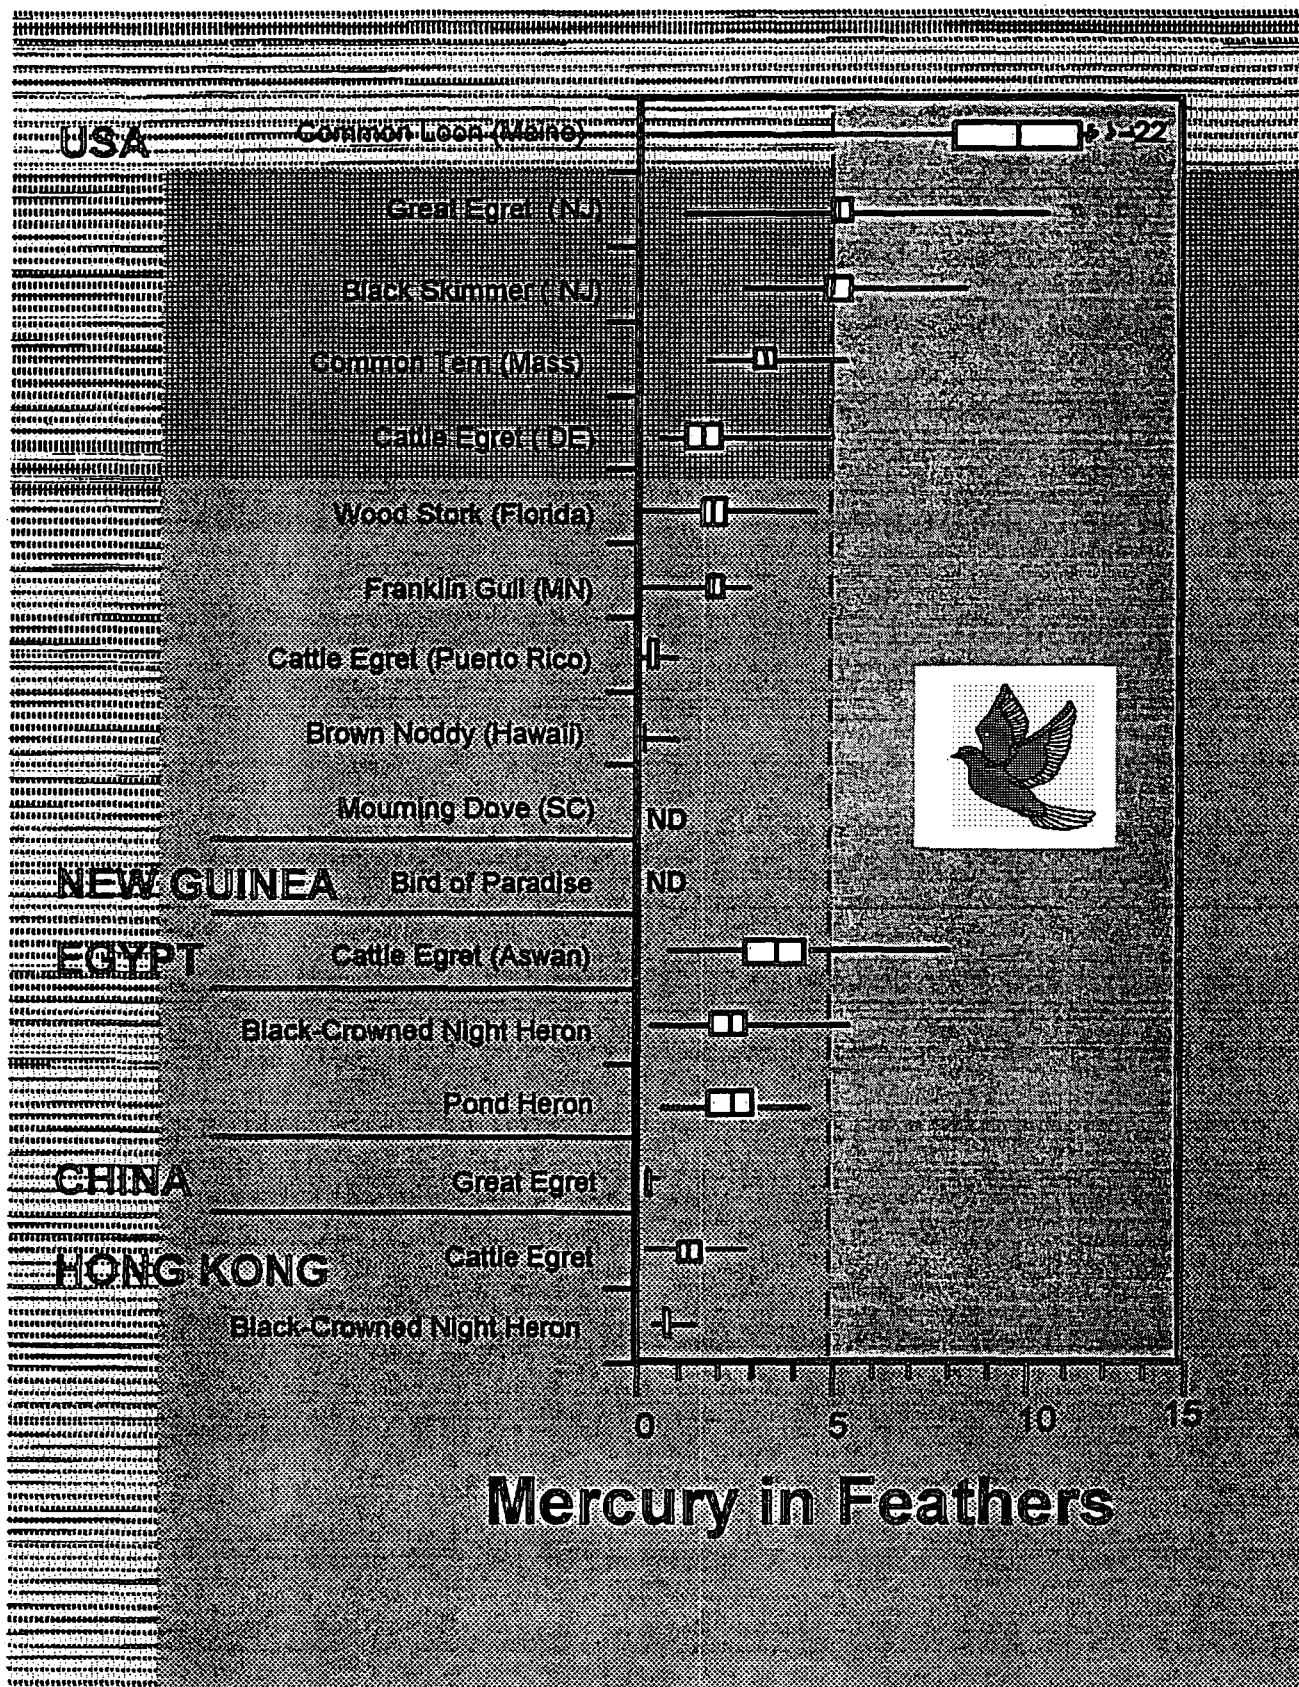 USA Common Loon (Maine) 22
Great Egret (NJ)
Black Skimmer ( NJ)
Common Tern (Mass)
Cattle Egret ( DE)
Wood Stork (Florida)
Franklin Gull (MN)
Cattle Egret (Puerto Rico)
Brown Noddy (Hawaii)
Mourning Dove (SC) ND
NEW GUINEA Bird of Paradise ND
EGYPT Cattle Egret (Aswan)
Black-Crowned Night Heron
Pond Heron
CHINA Great Egret
HONG KONG Cattle Egret
Black-Crowned Night Heron
0 5 10 15
Mercury in Feathers